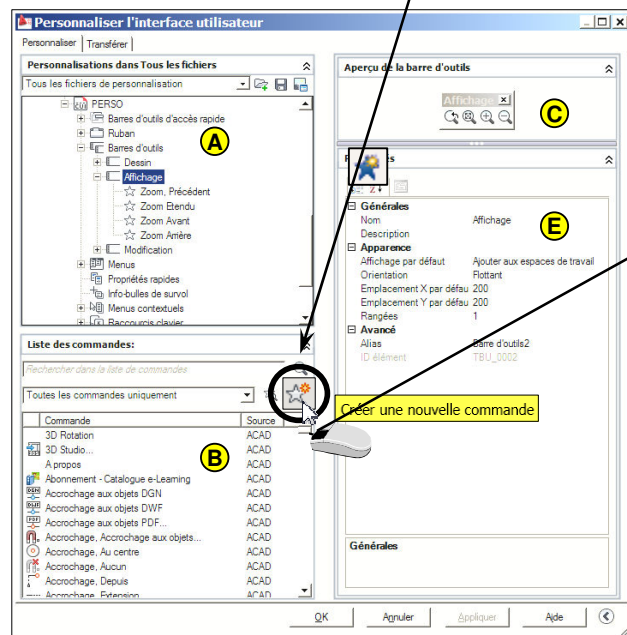 Personnaliser l'interface utilisateur
Personnaliser
Transférer
Personnalisations dans Tous les fichiers
Tous les fichiers de personnalisation
PERSO
Barres d'outils d'accès rapide
Ruban
Barres d'outils
Dessin
Affichage
Zoom, Précédent
Zoom Etendu
Zoom Avant
Zoom Arrière
Modification
Menus
Propriétés rapides
Info-bulles de survol
Menus contextuels
Raccourcis clavier
A
Liste des commandes:
Rechercher dans la liste de commandes
Toutes les commandes uniquement
Créer une nouvelle commande
Commande Source
3D Rotation ACAD
3D Studio... ACAD
A propos ACAD
Abonnement - Catalogue e-Learning ACAD
Accrochage aux objets DGN ACAD
Accrochage aux objets DWF ACAD
Accrochage aux objets PDF... ACAD
Accrochage, Accrochage aux objets... ACAD
Accrochage, Au centre ACAD
Accrochage, Aucun ACAD
Accrochage, Depuis ACAD
Accrochage, Extension ACAD
B
Aperçu de la barre d'outils
Affichage
C
E
Générales
Nom Affichage
Description
Apparence
Affichage par défaut Ajouter aux espaces de travail
Orientation Flottant
Emplacement X par défau 200
Emplacement Y par défau 200
Rangées 1
Avancé
Alias Barre d'outils2
ID élément TBU_0002
Générales
OK
Annuler
Appliquer
Aide